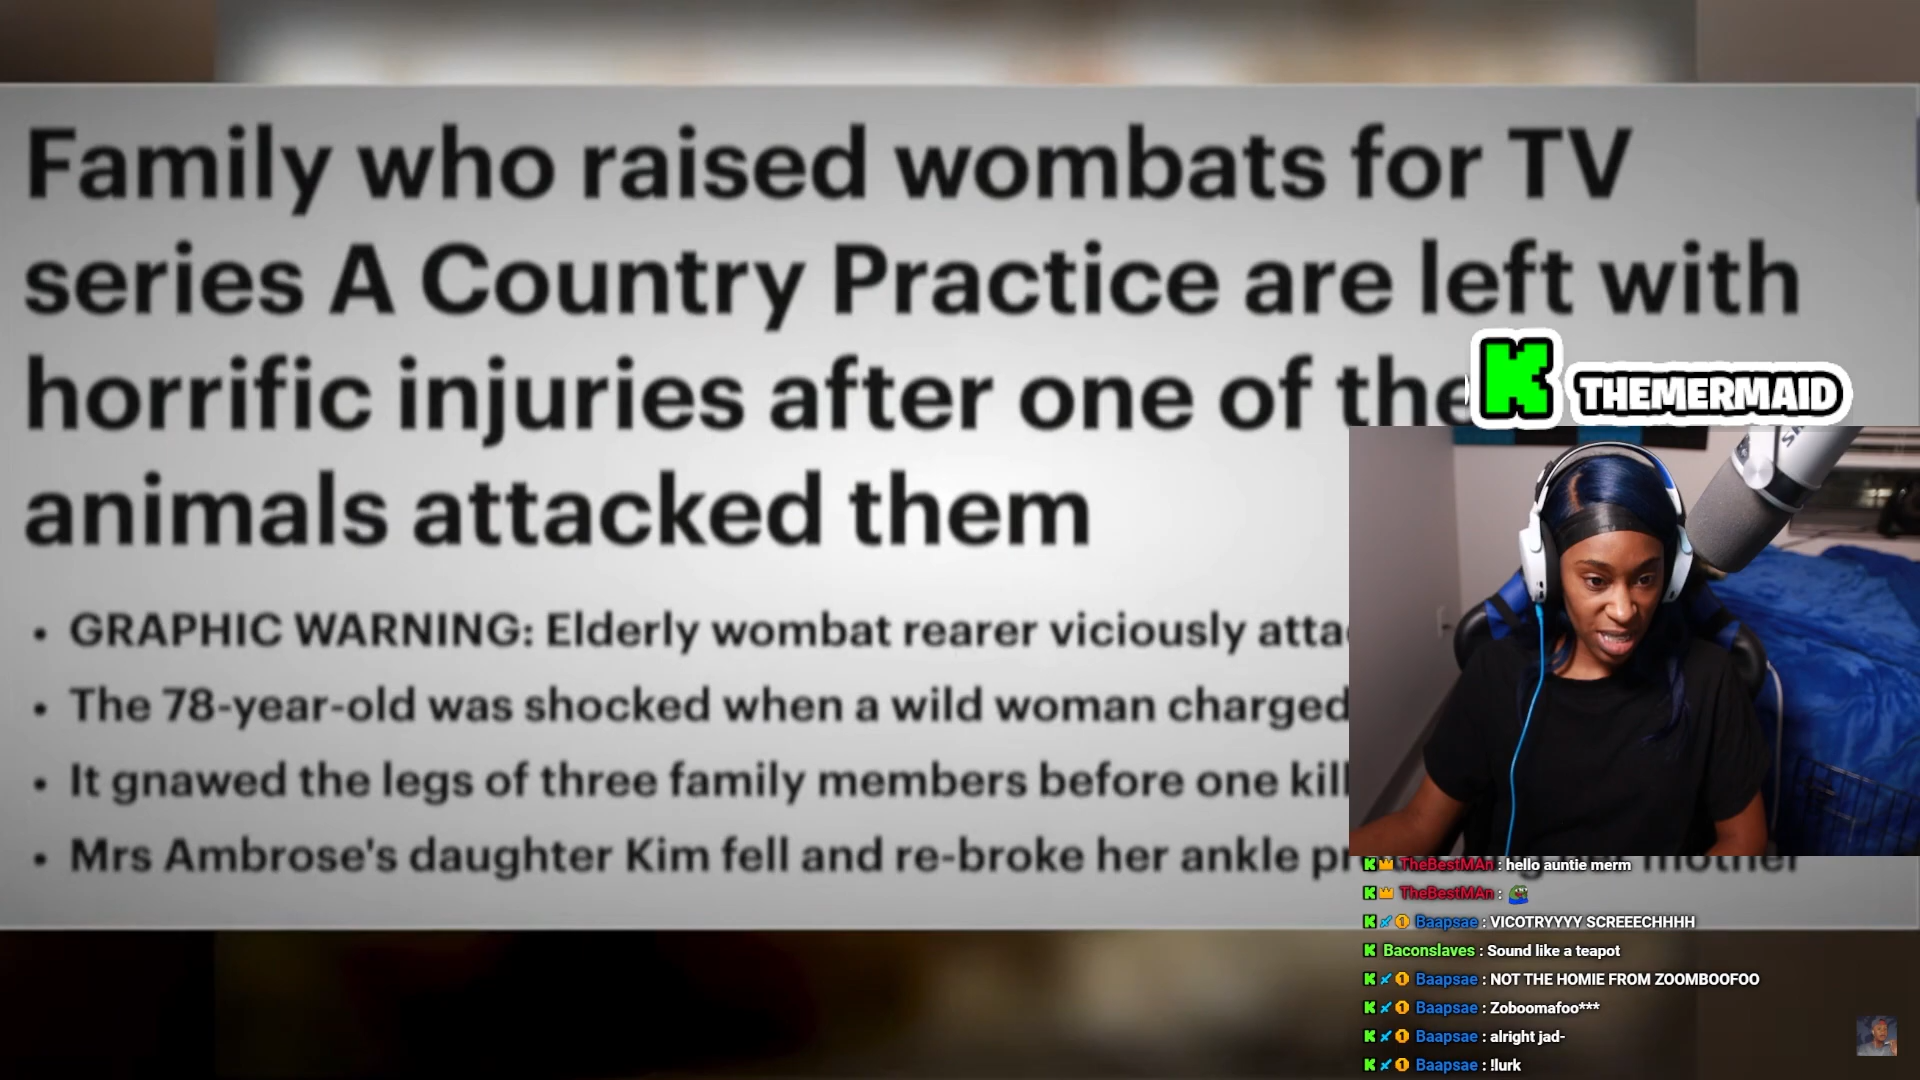 Family who raised wombats for TV
series A Country Practice are left with
horrific injuries after one of the
animals attacked them
• GRAPHIC WARNING: Elderly wombat rearer viciously
• The 78-year-old was shocked when a wild woman charged
• It gnawed the legs of three family members before one
• Mrs Ambrose's daughter Kim fell and re-broke her ankle mother
K THEMERMAID
TheBestMAn : hello auntie merm
TheBestMAn :
Baapsae : VICOTRYYYY SCREEECHHHH
Baconslaves : Sound like a teapot
Baapsae : NOT THE HOMIE FROM ZOOMBOOFOO
Baapsae : Zoboomafoo***
Baapsae : alright jad-
Baapsae : !lurk